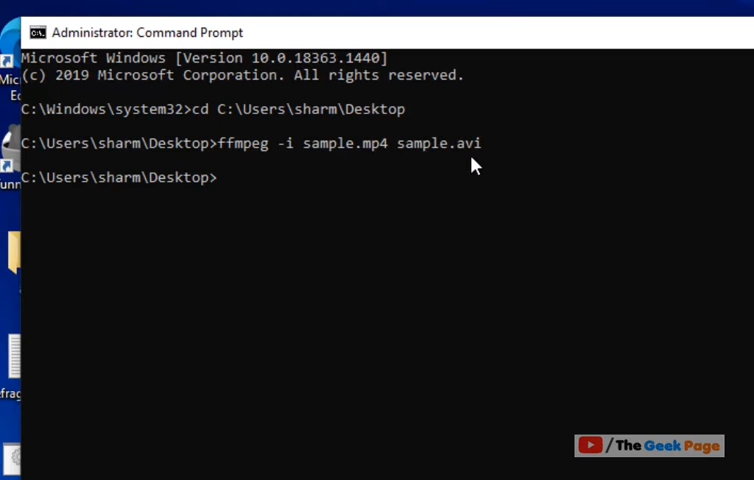 Administrator: Command Prompt
Microsoft Windows [Version 10.0.18363.1440]
(c) 2019 Microsoft Corporation. All rights reserved.
C:\Windows\system32>cd C:\Users\sharm\Desktop
C:\Users\sharm\Desktop>ffmpeg -i sample.mp4 sample.avi
C:\Users\sharm\Desktop>
/ The Geek Page